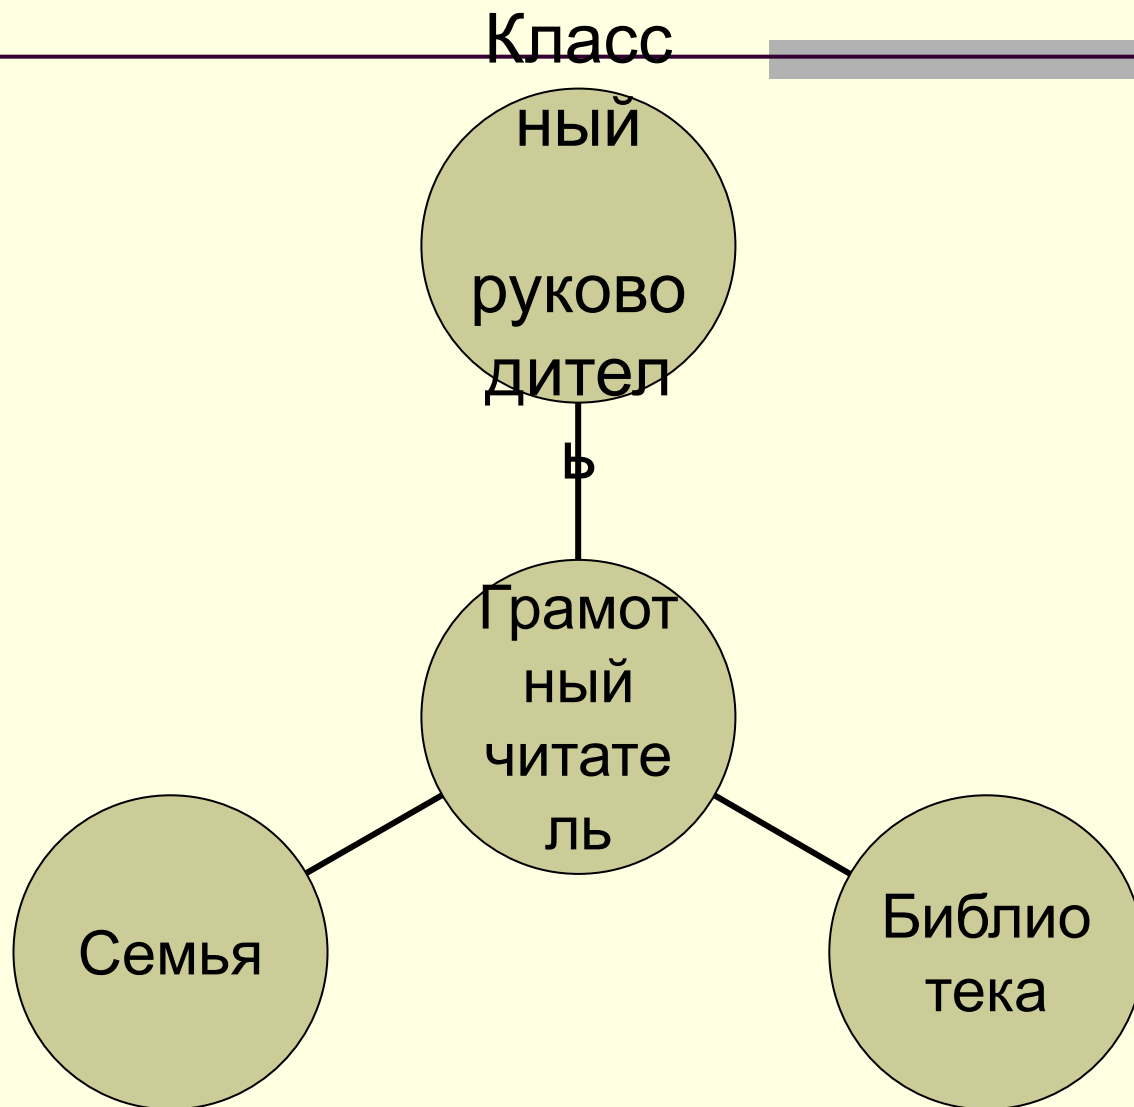 Класс
ный
руково
дител
ь
Грамот
ный
читате
ль
Семья
Библио
тека